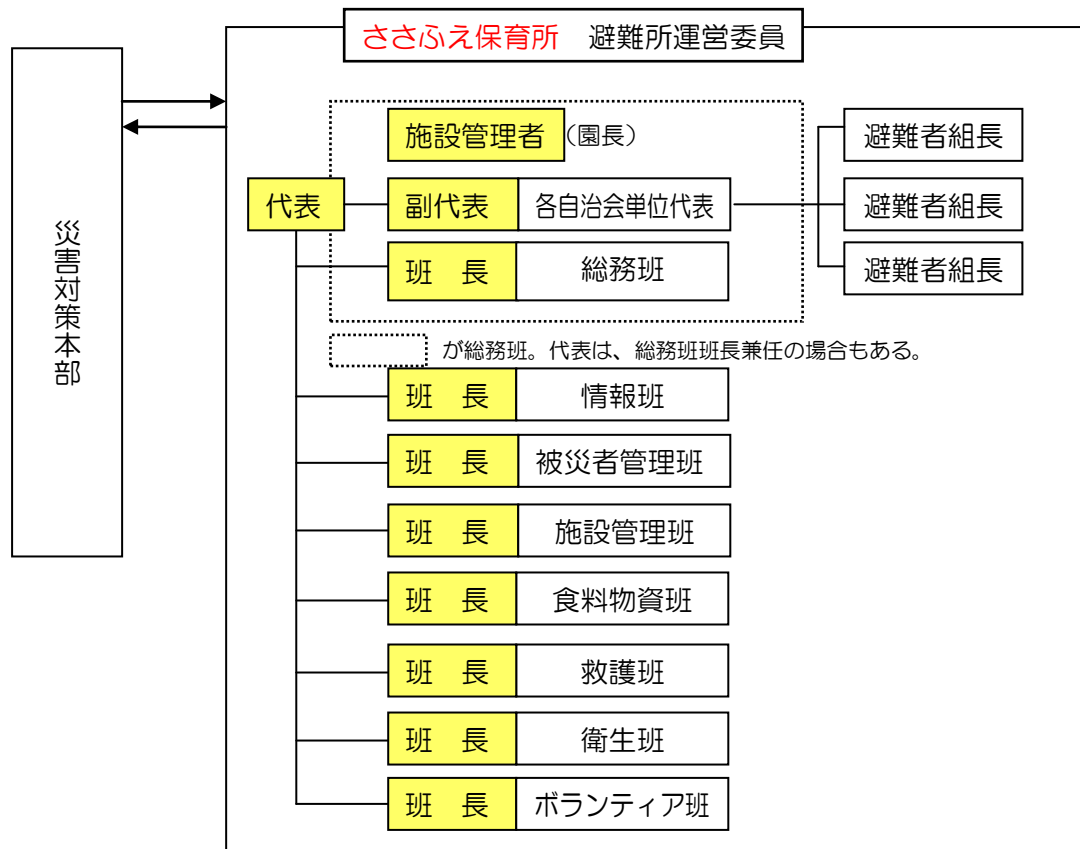 ささふえ保育所　避難所運営委員
災害対策本部
施設管理者（園長）
代表
副代表　各自治会単位代表
避難者組長
避難者組長
避難者組長
班　長　総務班
が総務班。代表は、総務班班長兼任の場合もある。
班　長　情報班
班　長　被災者管理班
班　長　施設管理班
班　長　食料物資班
班　長　救護班
班　長　衛生班
班　長　ボランティア班